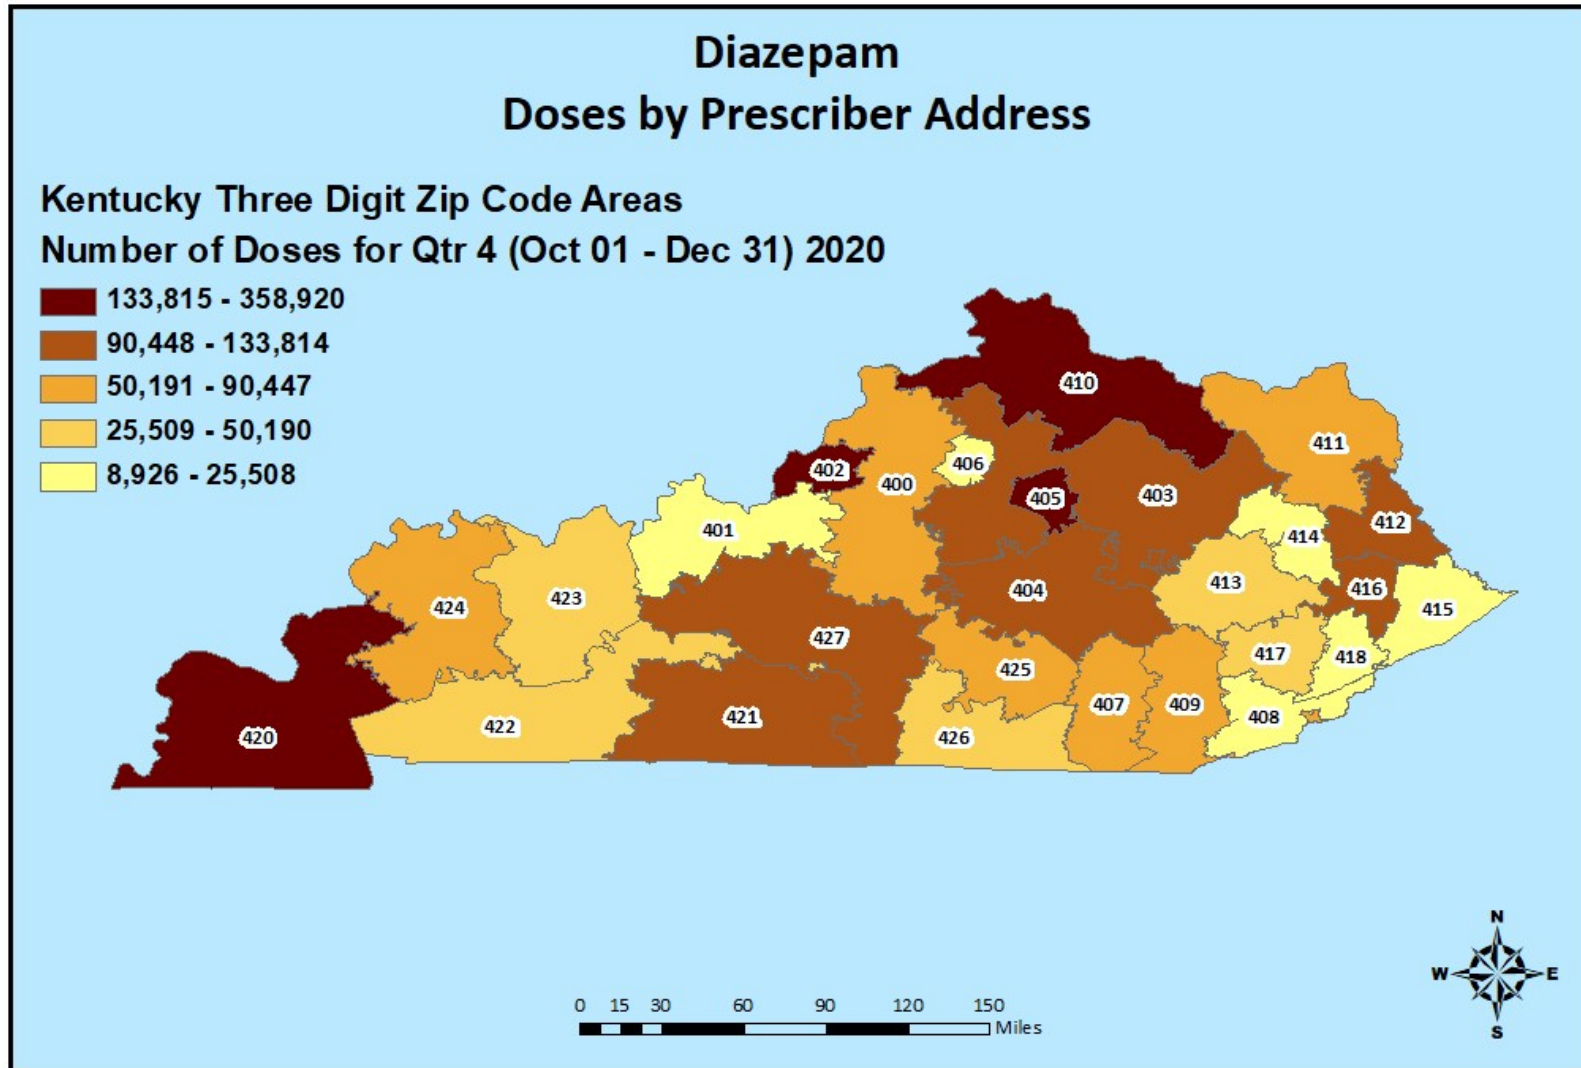 Diazepam
Doses by Prescriber Address
Kentucky Three Digit Zip Code Areas
Number of Doses for Qtr 4 (Oct 01 - Dec 31) 2020
133,815 - 358,920
90,448 - 133,814
50,191 - 90,447
25,509 - 50,190
8,926 - 25,508
410
411
406
402
400
405
403
401
412
414
413
404
416
415
424
423
427
417
418
425
407
409
408
421
422
426
420
N
W E
S
0 15 30 60 90 120 150
Miles